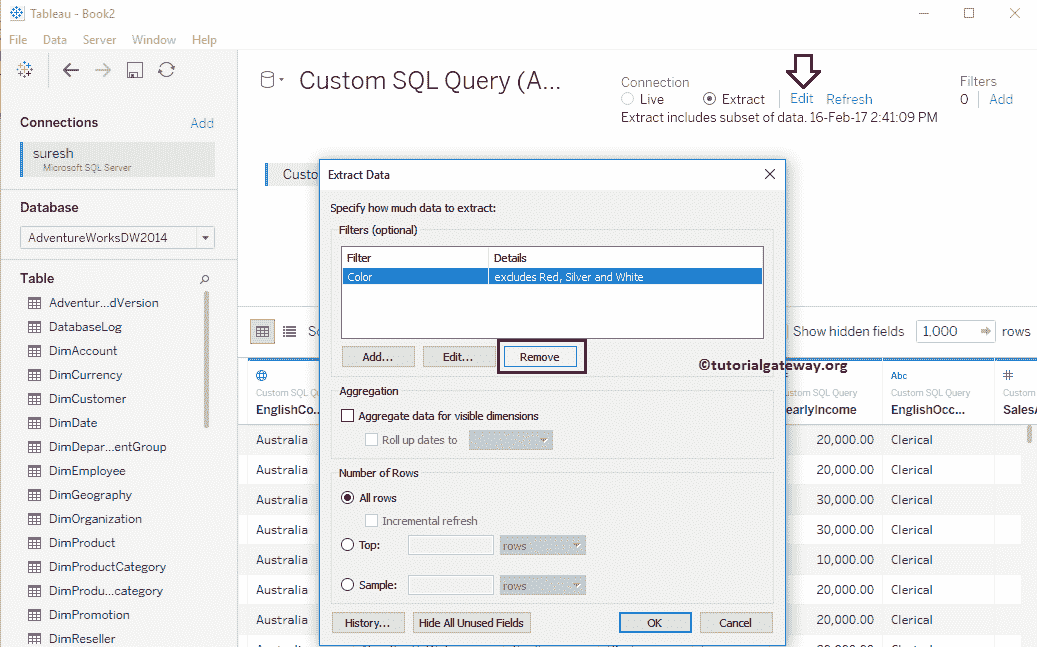 Tableau - Book2
File Data Server Window Help
Custom SQL Query (A...
Connection
Live Extract Edit Refresh
Extract includes subset of data. 16-Feb-17 2:41:09 PM
Filters
0 Add
Connections Add
suresh
Microsoft SQL Server
Database
AdventureWorksDW2014
Table
Adventur...dVersion
DatabaseLog
DimAccount
DimCurrency
DimCustomer
DimDate
DimDepar...entGroup
DimEmployee
DimGeography
DimOrganization
DimProduct
DimProductCategory
DimProdu...category
DimPromotion
DimReseller
Custo
Extract Data
Specify how much data to extract:
Filters (optional)
Filter Details
Color excludes Red, Silver and White
Add... Edit... Remove
Aggregation
Aggregate data for visible dimensions
Roll up dates to
Number of Rows
All rows
Incremental refresh
Top: rows
Sample: rows
History... Hide All Unused Fields OK Cancel
So
Show hidden fields 1,000 rows
©tutorialgateway.org
Abc #
Custom SQL Qu Query Custom SQL Query Custom
EnglishCo... earlyIncome EnglishOcc... SalesA
Australia 20,000.00 Clerical
Australia 20,000.00 Clerical
Australia 30,000.00 Clerical
Australia 30,000.00 Clerical
Australia 10,000.00 Clerical
Australia 20,000.00 Clerical
Australia 20,000.00 Clerical